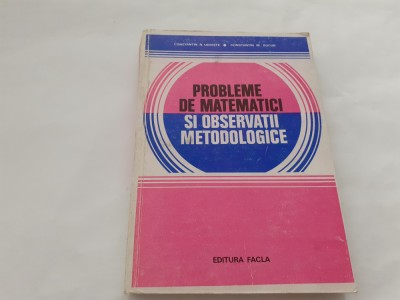 PROBLEME
DE MATEMATICI
SI OBSERVATII
METODOLOGICE
EDITURA FACLA